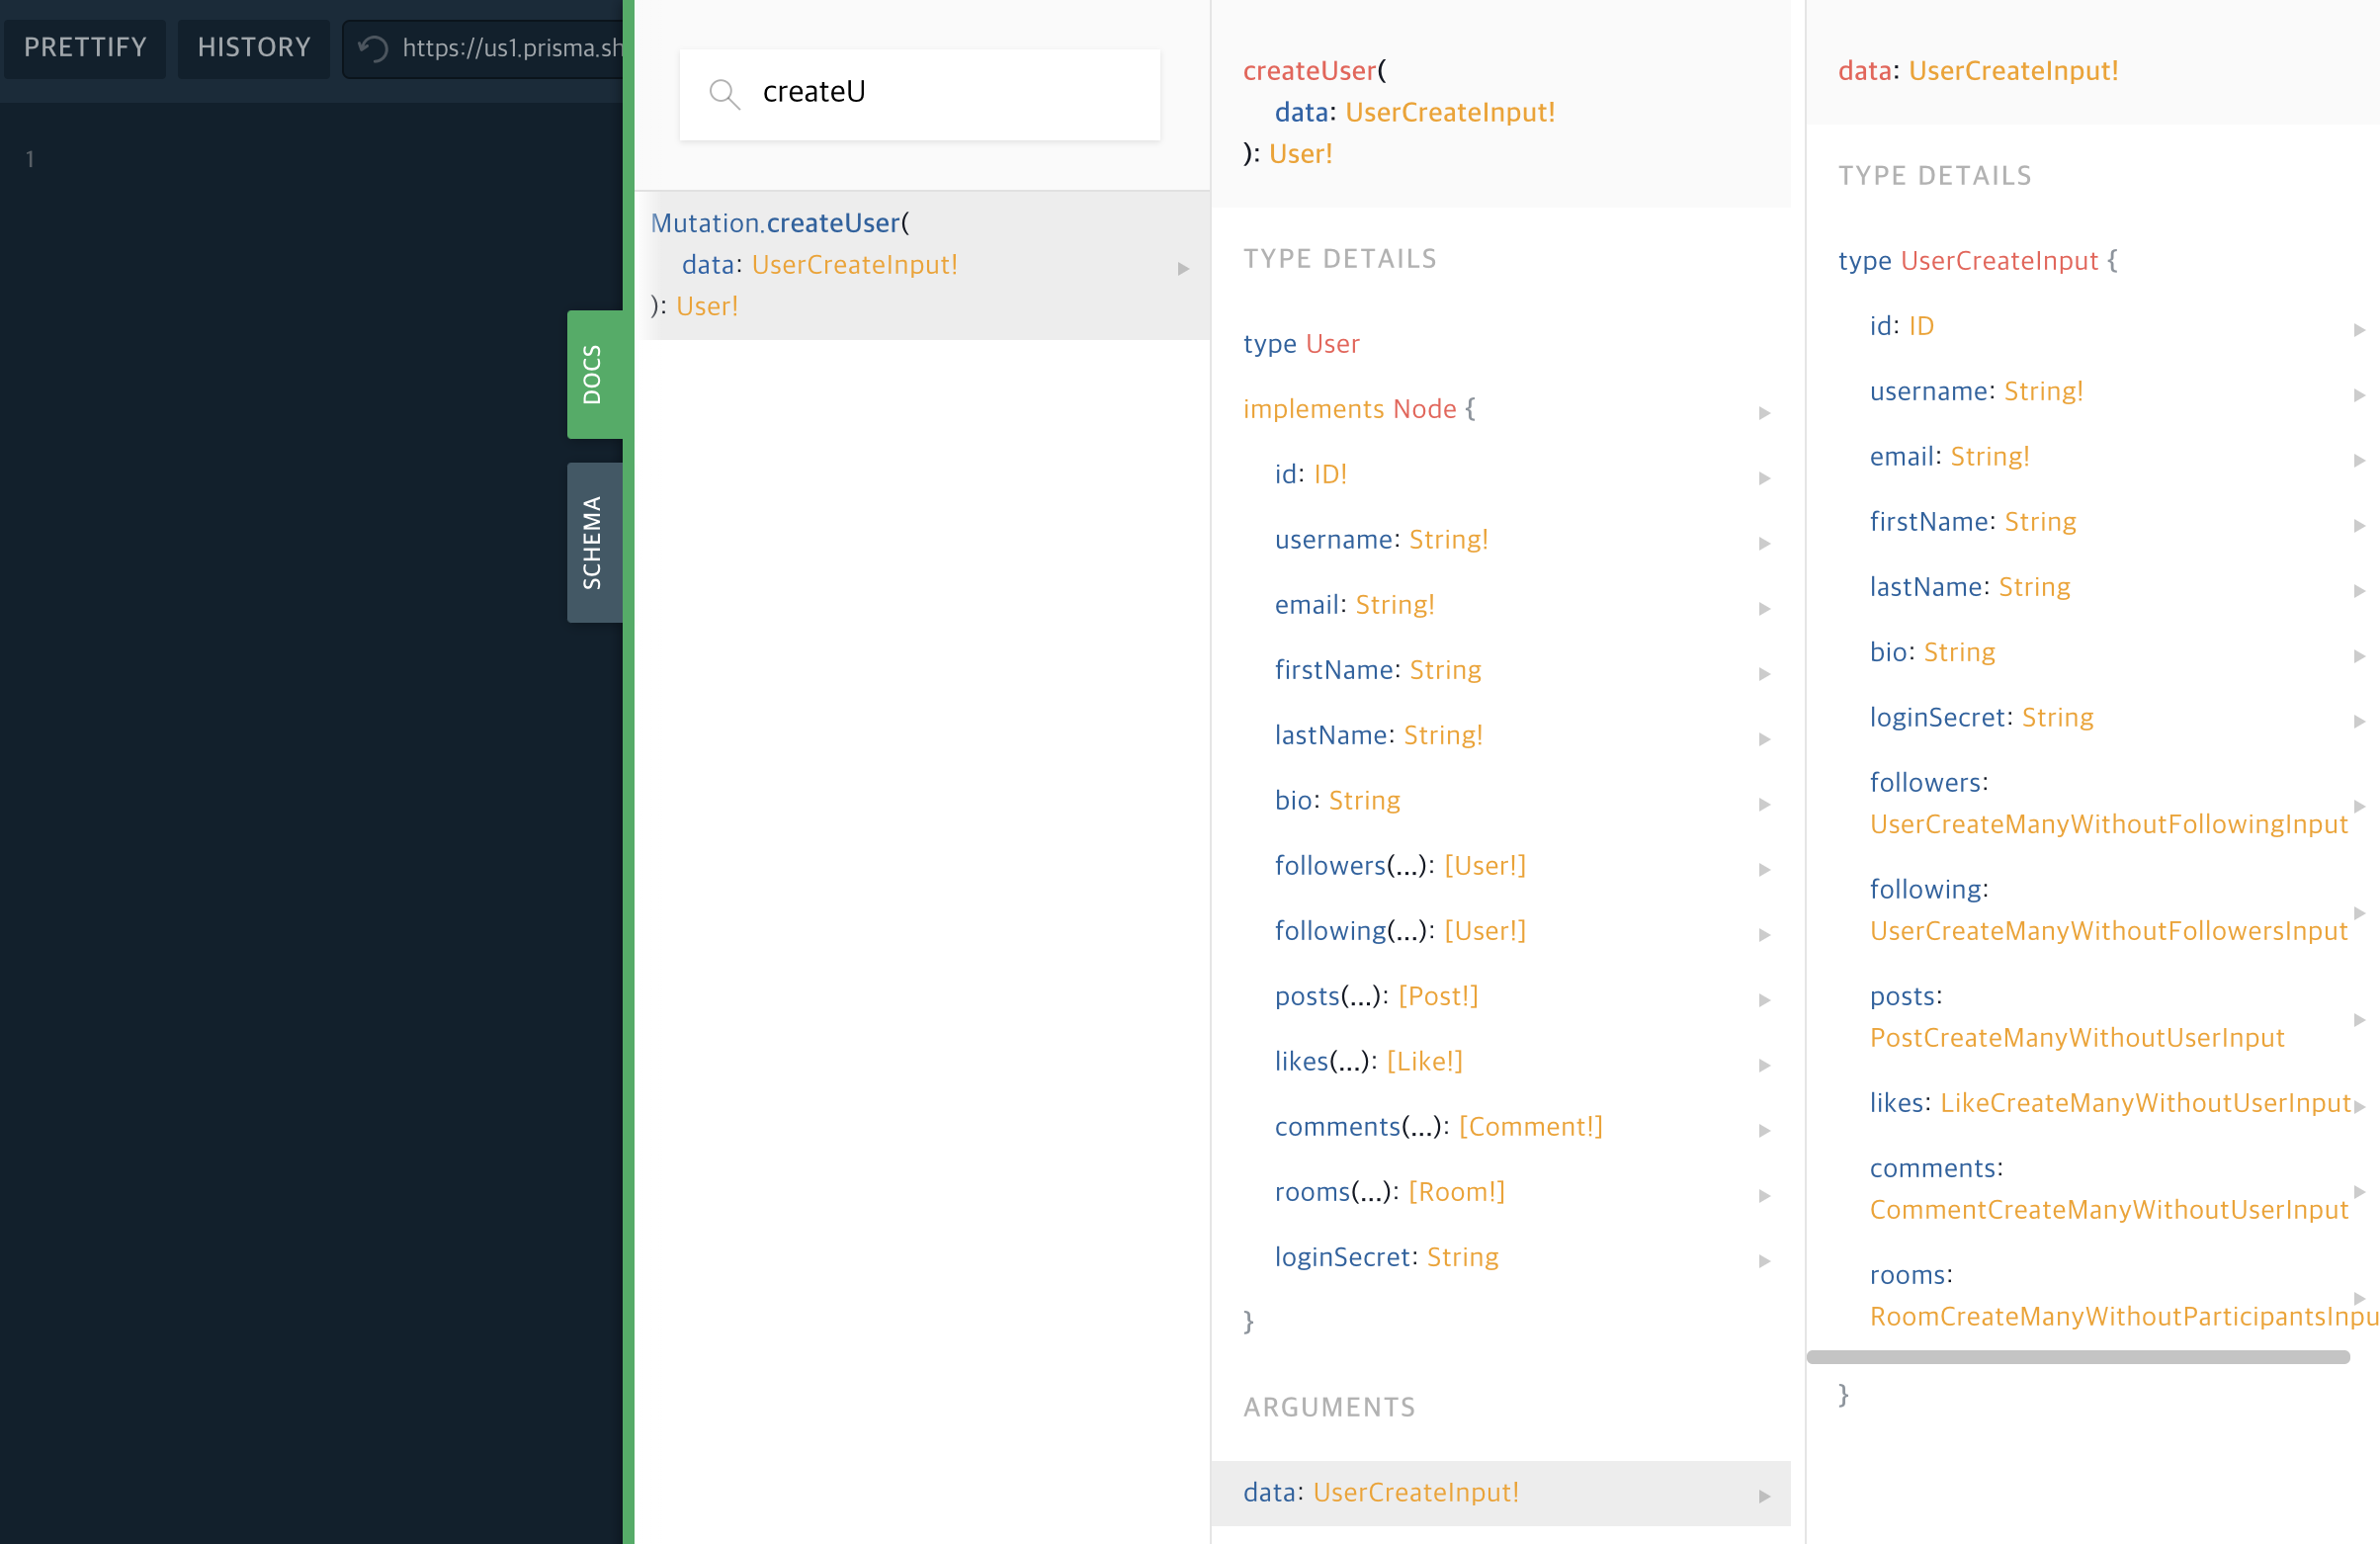 PRETTIFY
HISTORY
https://us1.prisma.sh
1
DOCS
SCHEMA
createU
Mutation.createUser(
data: UserCreateInput!
): User!
createUser(
data: UserCreateInput!
): User!
TYPE DETAILS
type User
implements Node {
id: ID!
username: String!
email: String!
firstName: String
lastName: String!
bio: String
followers(...): [User!]
following(...): [User!]
posts(...): [Post!]
likes(...): [Like!]
comments(...): [Comment!]
rooms(...): [Room!]
loginSecret: String
}
ARGUMENTS
data: UserCreateInput!
data: UserCreateInput!
TYPE DETAILS
type UserCreateInput {
id: ID
username: String!
email: String!
firstName: String
lastName: String
bio: String
loginSecret: String
followers:
UserCreateManyWithoutFollowingInput
following:
UserCreateManyWithoutFollowersInput
posts:
PostCreateManyWithoutUserInput
likes: LikeCreateManyWithoutUserInput
comments:
CommentCreateManyWithoutUserInput
rooms:
RoomCreateManyWithoutParticipantsInpu
}